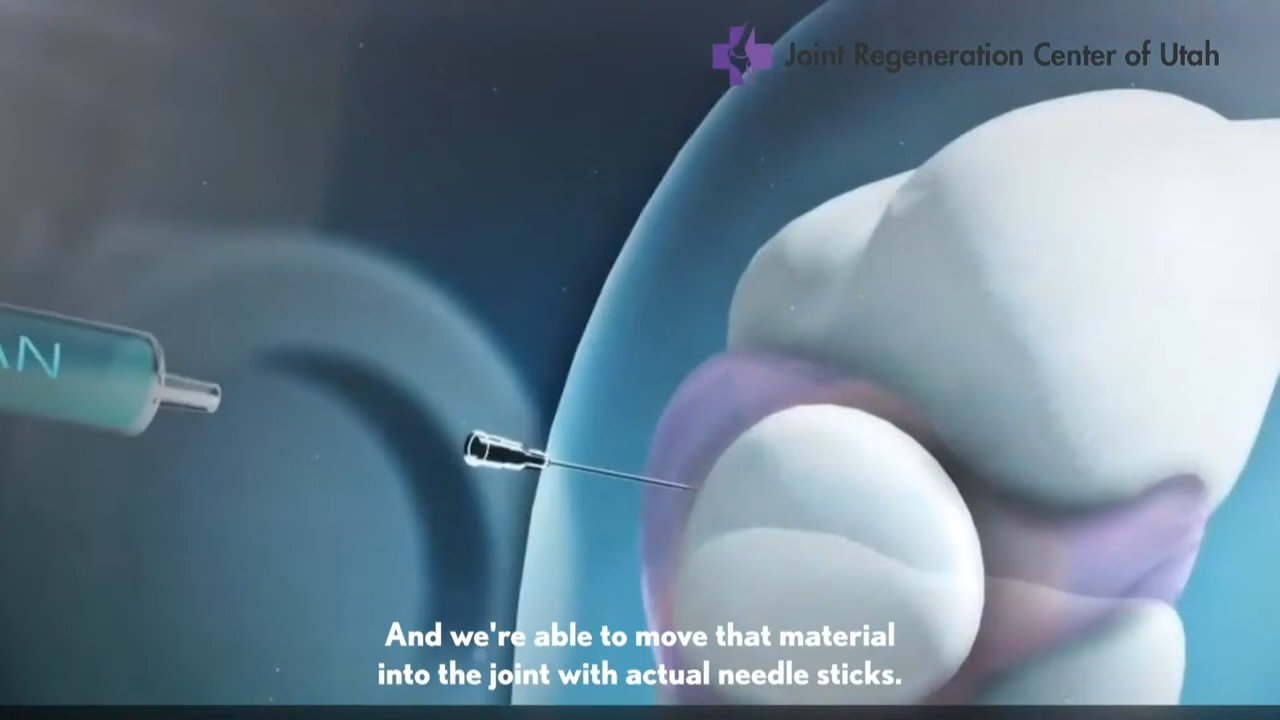 Joint Regeneration Center of Utah
AN
And we're able to move that material
into the joint with actual needle sticks.